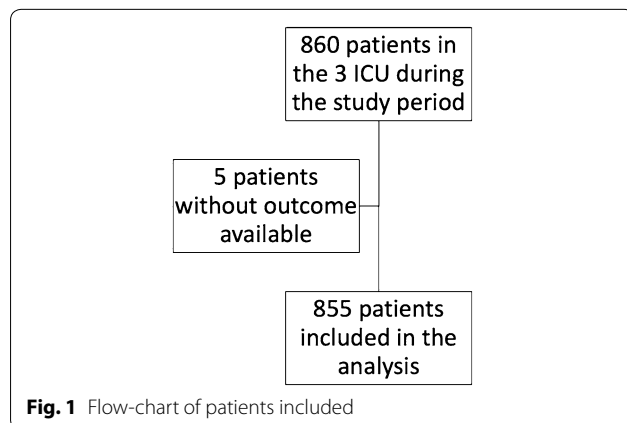 860 patients in
the 3 ICU during
the study period
5 patients
without outcome
available
855 patients
included in the
analysis
Fig. 1 Flow-chart of patients included